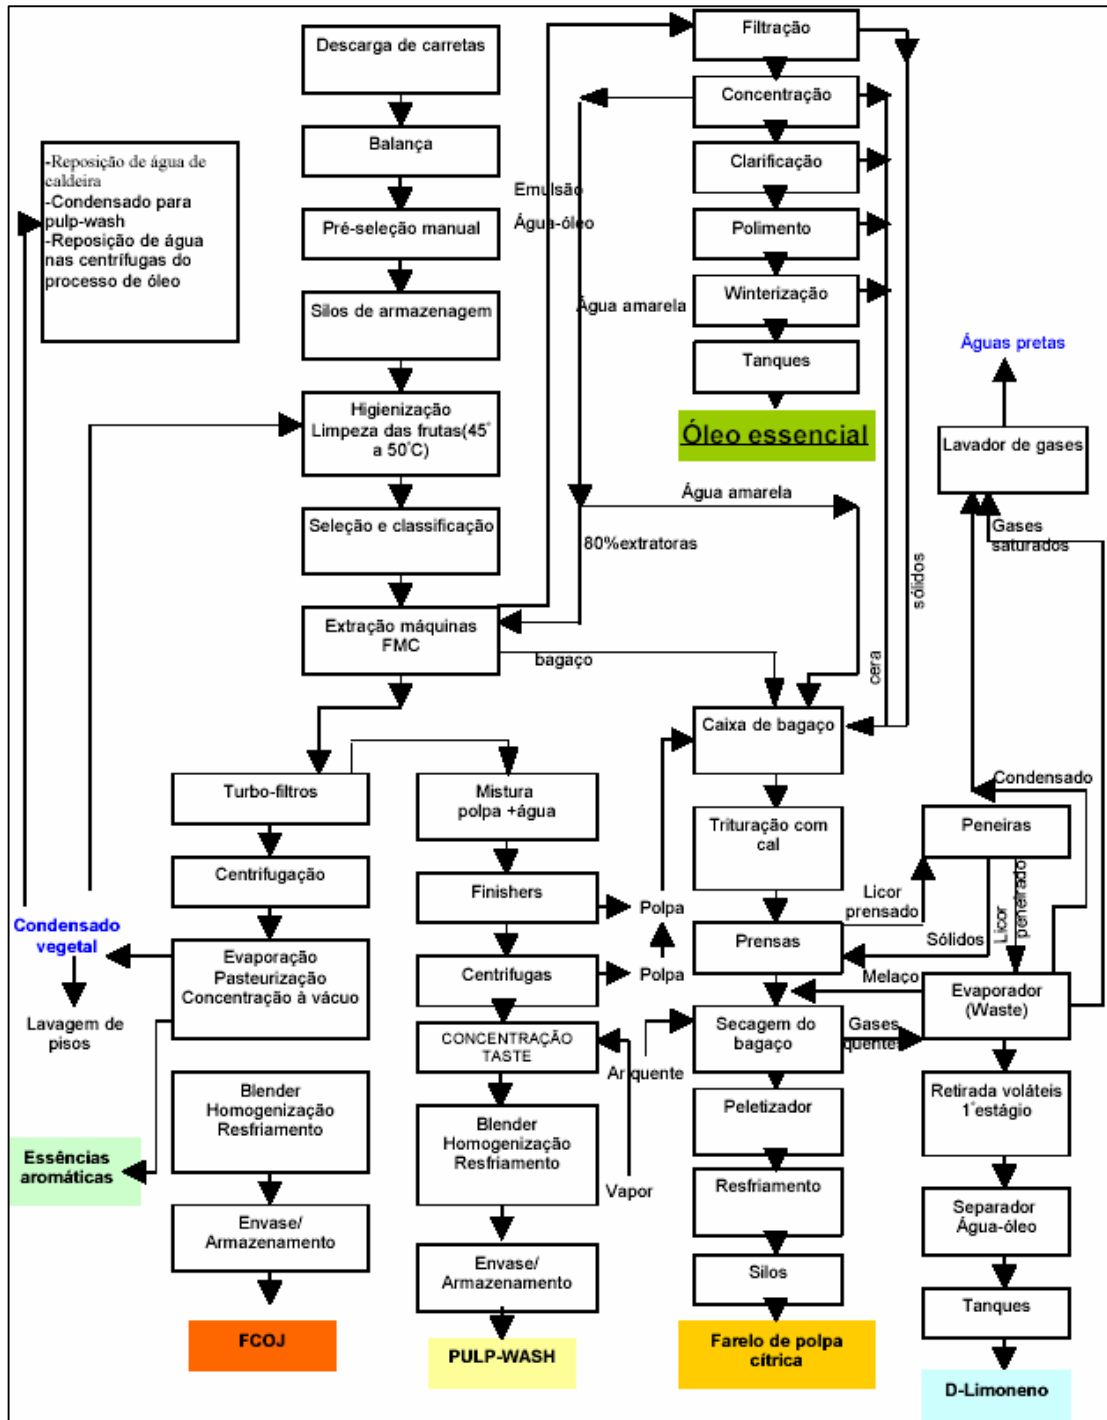 Descarga de carretas
Balança
Pré-seleção manual
Silos de armazenagem
Higienização
Limpeza das frutas(45°
a 50°C)
Seleção e classificação
Extração máquinas
FMC
-Reposição de água de
caldeira
-Condensado para
pulp-wash
-Reposição de água
nas centrífugas do
processo de óleo
Filtração
Concentração
Clarificação
Polimento
Winterização
Tanques
Óleo essencial
Emulsão
Água-óleo
Água amarela
Água amarela
80%extratoras
bagaço
sólidos
cera
Águas pretas
Lavador de gases
Gases
saturados
Condensado
Caixa de bagaço
Trituração com
cal
Prensas
Licor
prensado
Sólidos
Licor
peneirado
Peneiras
Melaço
Evaporador
(Waste)
Secagem do
bagaço
Gases
quentes
Ar quente
Peletizador
Resfriamento
Silos
Farelo de polpa
cítrica
Retirada voláteis
1°estágio
Separador
Água-óleo
Tanques
D-Limoneno
Turbo-filtros
Centrifugação
Evaporação
Pasteurização
Concentração à vácuo
Condensado
vegetal
Lavagem de
pisos
Essências
aromáticas
Blender
Homogenização
Resfriamento
Envase/
Armazenamento
FCOJ
Mistura
polpa +água
Finishers
Polpa
Centrífugas
Polpa
CONCENTRAÇÃO
TASTE
Blender
Homogenização
Resfriamento
Vapor
Envase/
Armazenamento
PULP-WASH